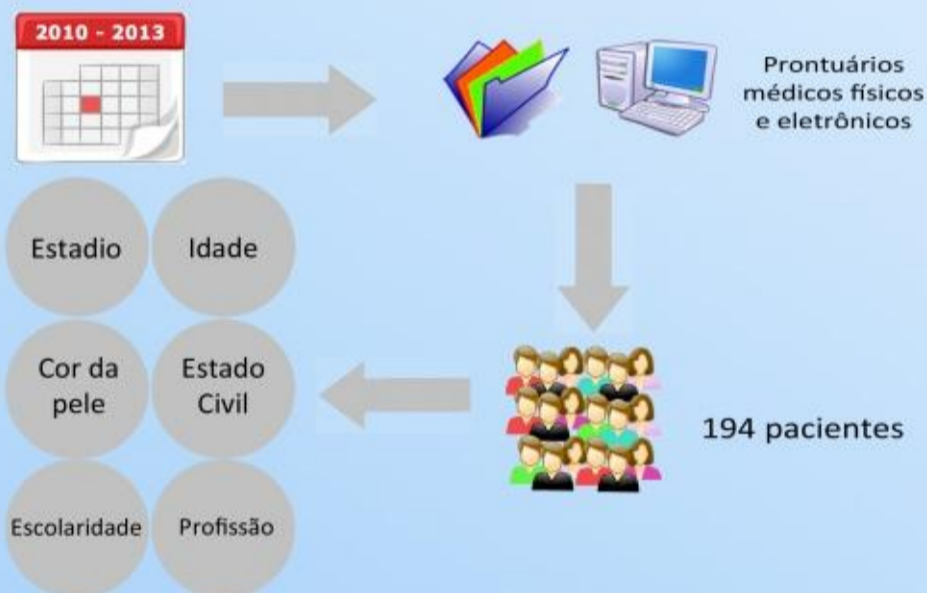 2010 - 2013
Prontuários
médicos físicos
e eletrônicos
194 pacientes
Estadio
Idade
Cor da
pele
Estado
Civil
Escolaridade
Profissão